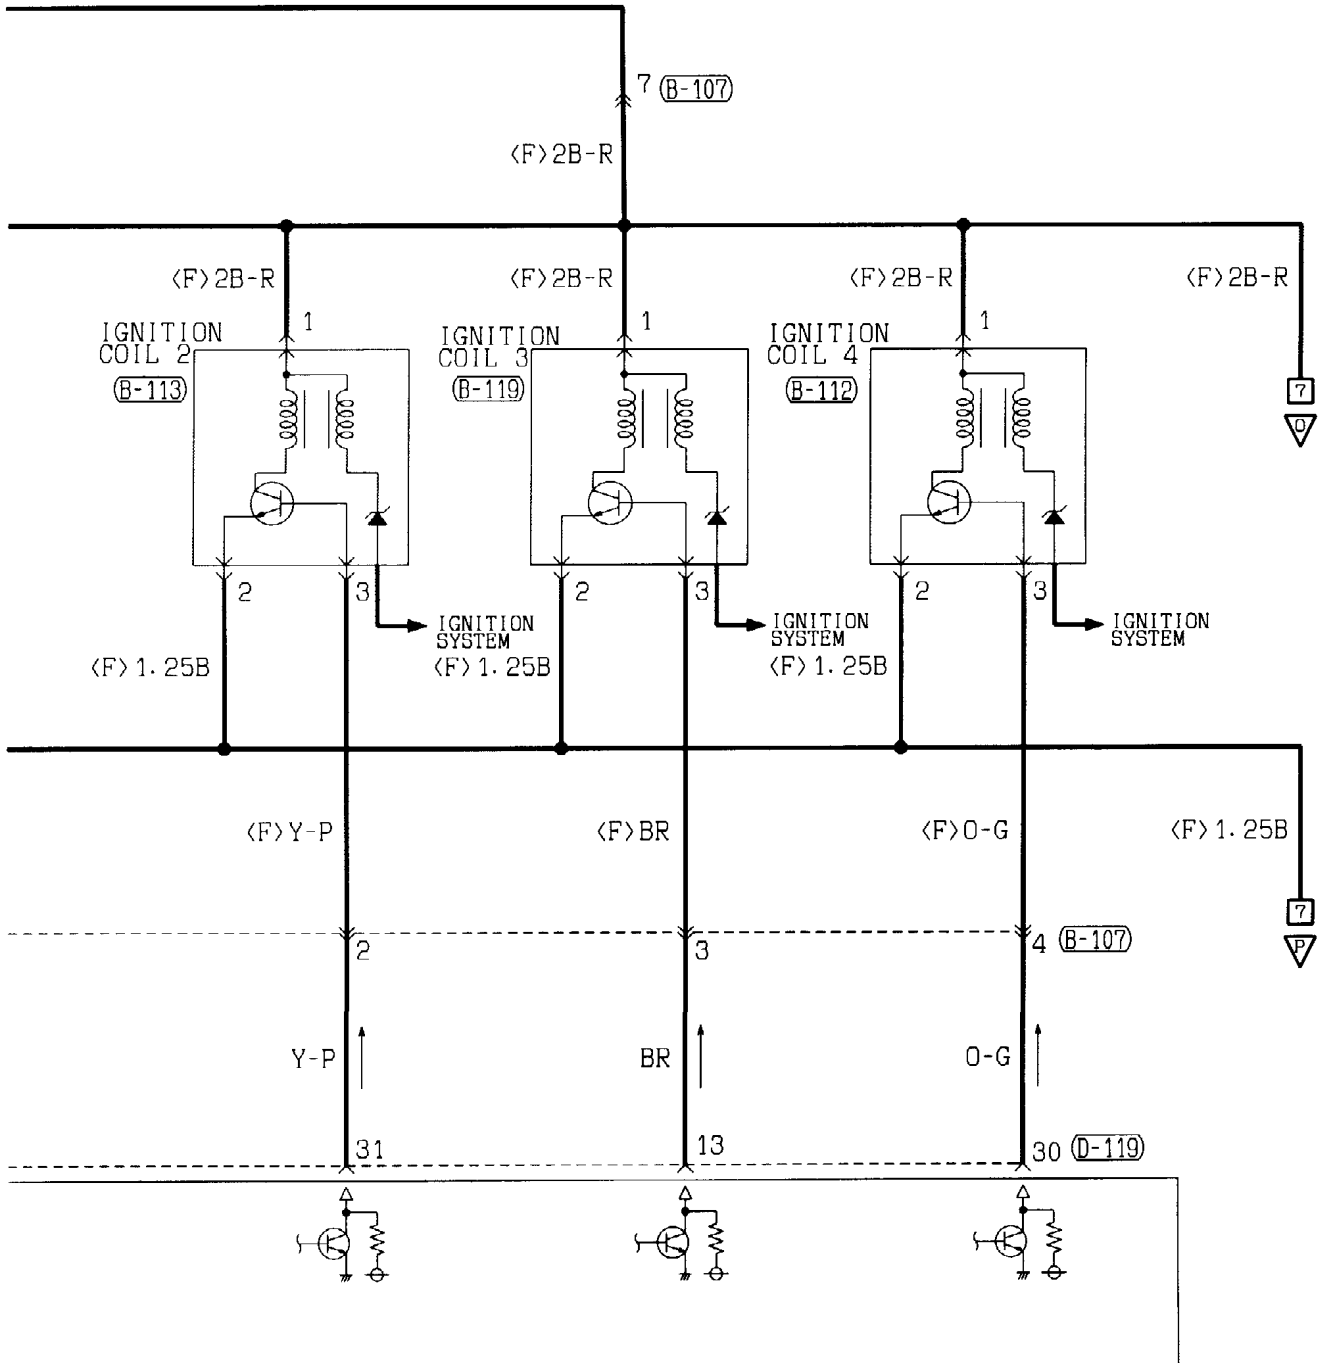 7 (B-107)
〈F〉2B-R
〈F〉2B-R 〈F〉2B-R 〈F〉2B-R 〈F〉2B-R
1 1 1
IGNITION COIL 2
(B-113)
IGNITION COIL 3
(B-119)
IGNITION COIL 4
(B-112)
7
O
2 3 2 3 2 3
IGNITION SYSTEM
IGNITION SYSTEM
IGNITION SYSTEM
〈F〉1.25B 〈F〉1.25B 〈F〉1.25B
〈F〉Y-P 〈F〉BR 〈F〉O-G 〈F〉1.25B
7
P
2 3 4 (B-107)
Y-P BR O-G
31 13 30 (D-119)